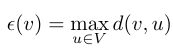 ϵ(v) = max_{u∈V} d(v, u)